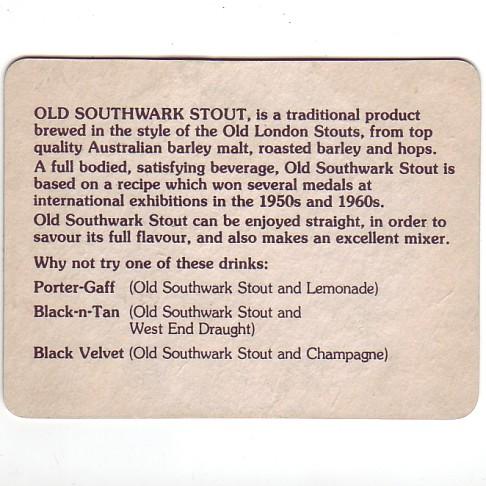 OLD SOUTHWARK STOUT, is a traditional product
brewed in the style of the Old London Stouts, from top
quality Australian barley malt, roasted barley and hops.
A full bodied, satisfying beverage, Old Southwark Stout is
based on a recipe which won several medals at
international exhibitions in the 1950s and 1960s.
Old Southwark Stout can be enjoyed straight, in order to
savour its full flavour, and also makes an excellent mixer.
Why not try one of these drinks:
Porter-Gaff (Old Southwark Stout and Lemonade)
Black-n-Tan (Old Southwark Stout and
West End Draught)
Black Velvet (Old Southwark Stout and Champagne)